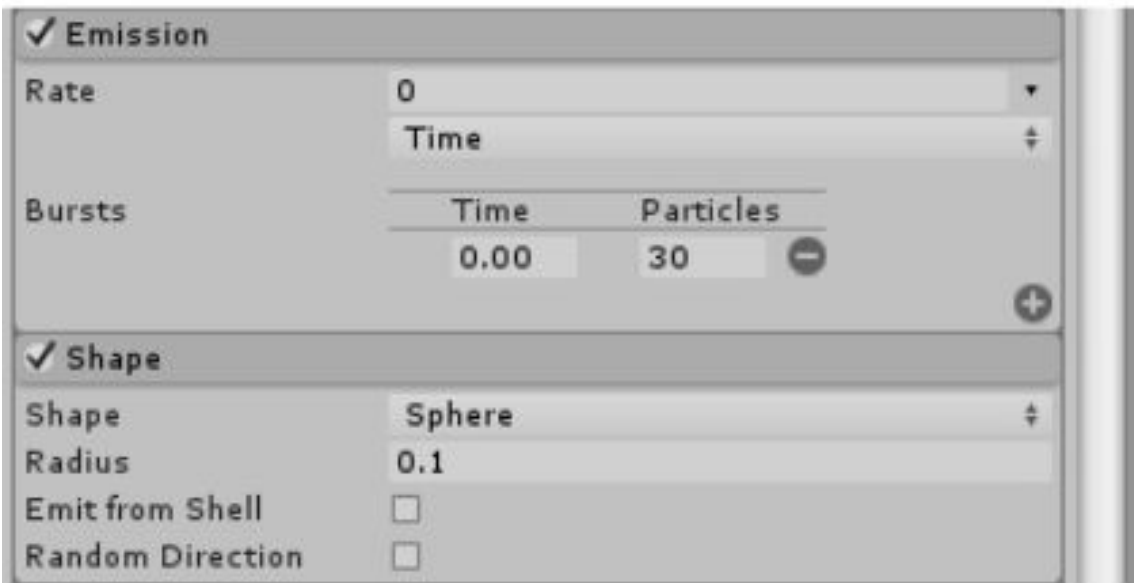 Emission
Rate 0
Time
Bursts Time Particles
0.00 30
Shape
Shape Sphere
Radius 0.1
Emit from Shell
Random Direction